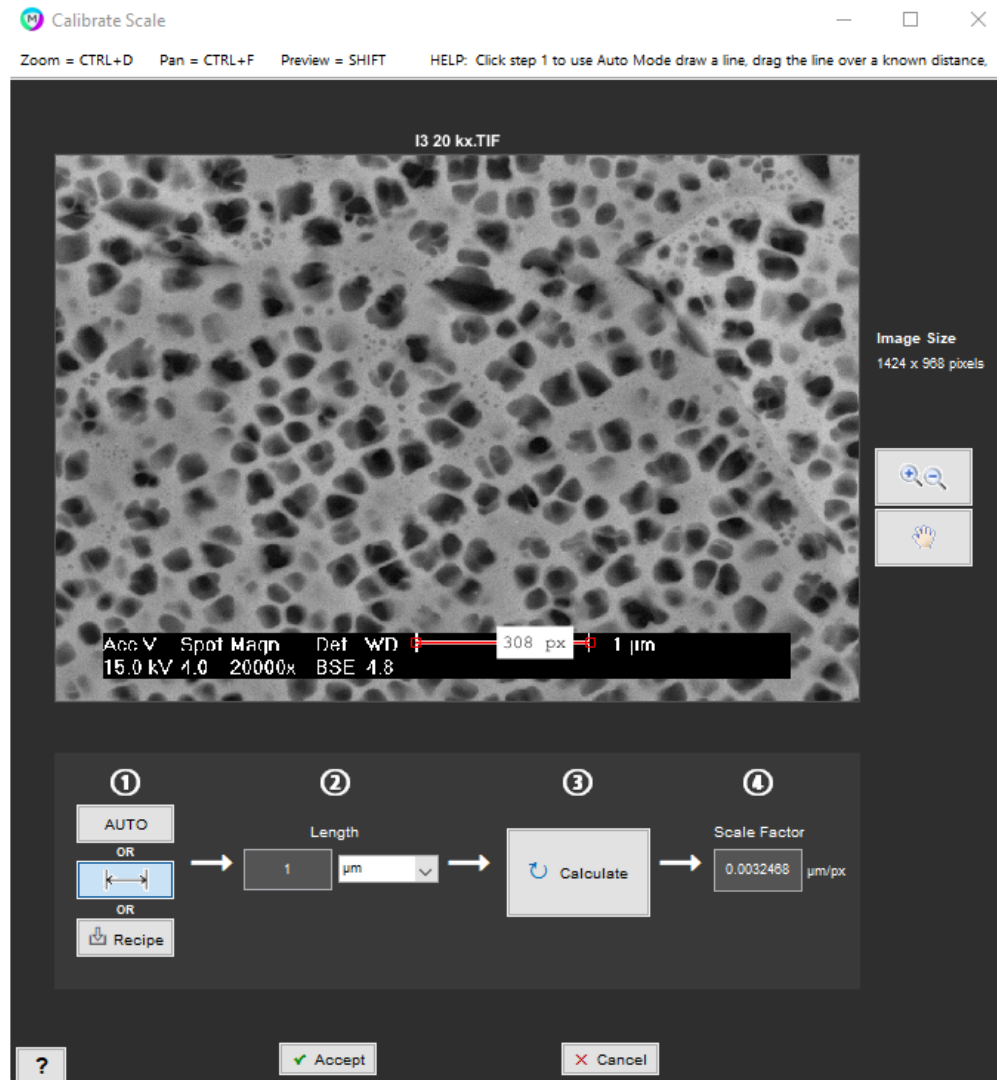 Calibrate Scale
Zoom = CTRL+D Pan = CTRL+F Preview = SHIFT HELP: Click step 1 to use Auto Mode draw a line, drag the line over a known distance,
I3 20 kx.TIF
Image Size
1424 x 968 pixels
Acc V Spot Magn Det WD 308 px 1 µm
15.0 kV 4.0 20000x BSE 4.8
1 2 3 4
AUTO
OR
OR
Recipe
Length
1 µm
Calculate
Scale Factor
0.0032468 µm/px
? Accept Cancel